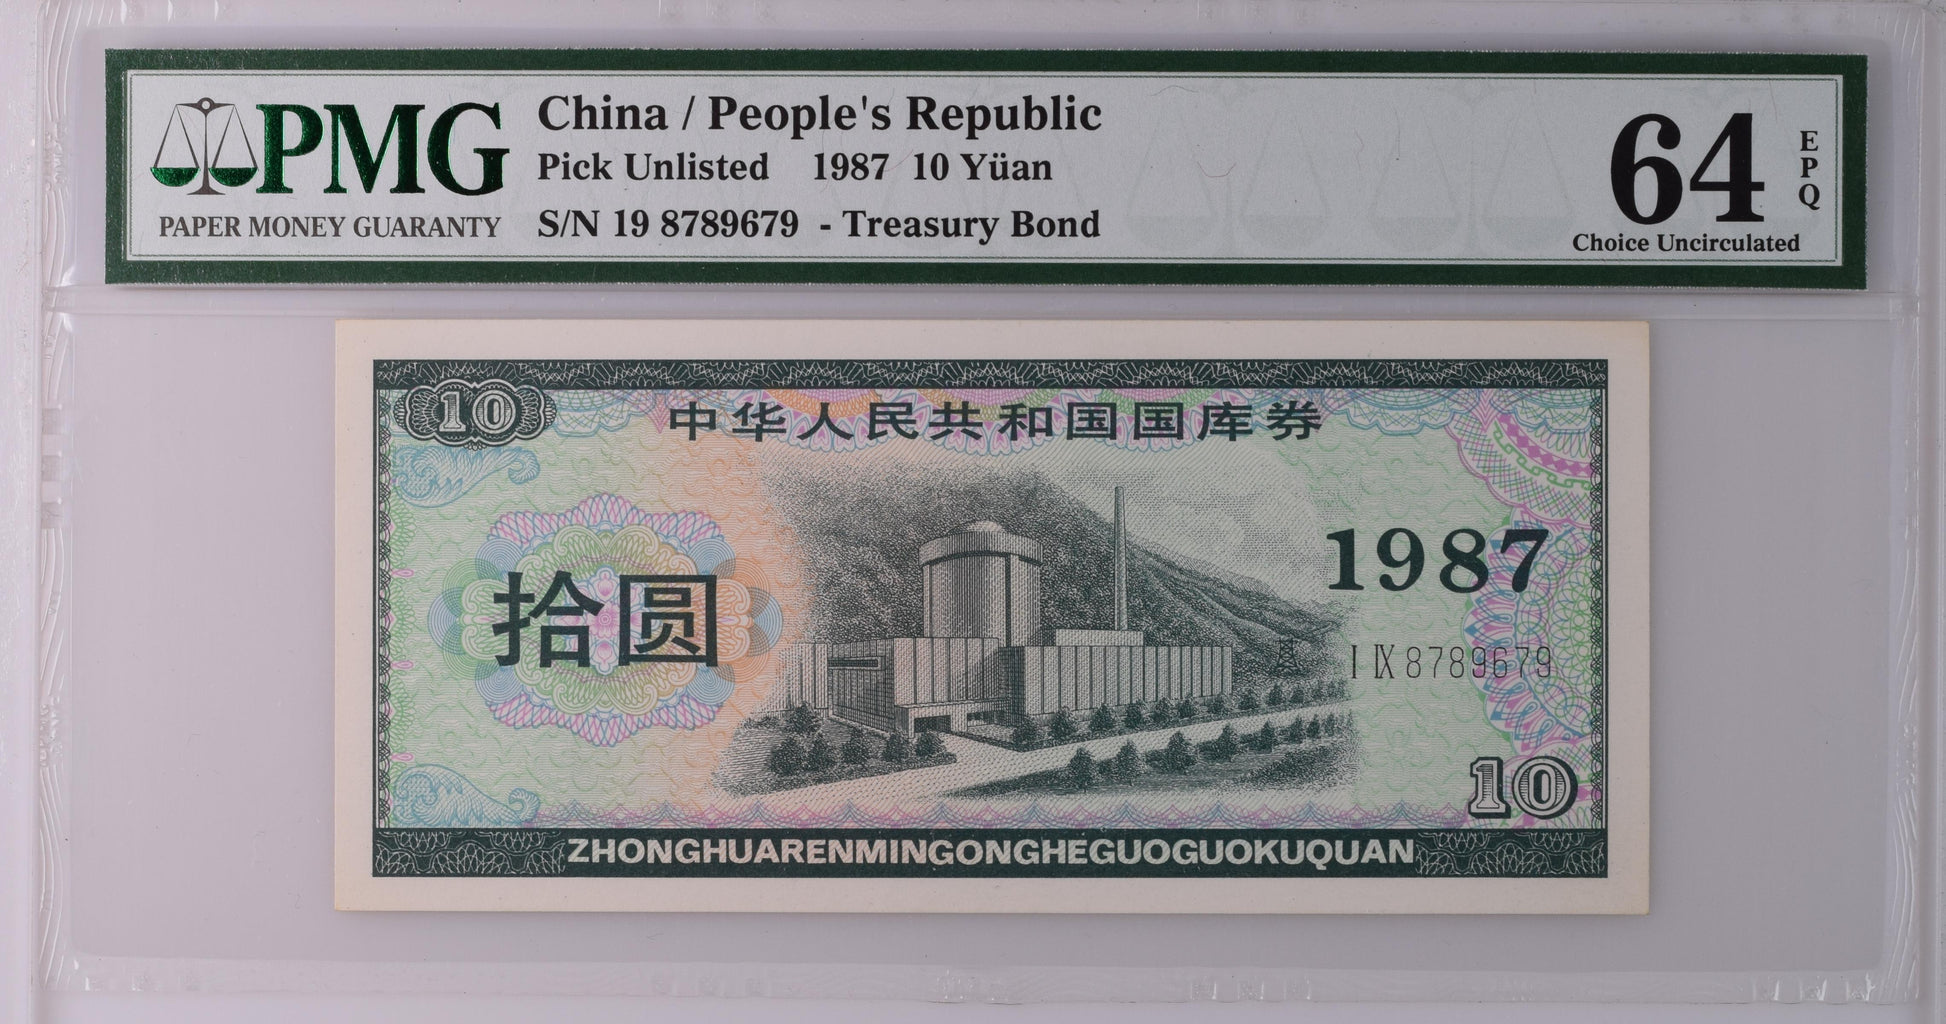 PMG
PAPER MONEY GUARANTY
China / People's Republic
Pick Unlisted 1987 10 Yüan
S/N 19 8789679 - Treasury Bond
64
EPQ
Choice Uncirculated
10
中华人民共和国国库券
拾圆
1987
I IX 8789679
10
ZHONGHUARENMINGONGHEGUOGUOKUQUAN